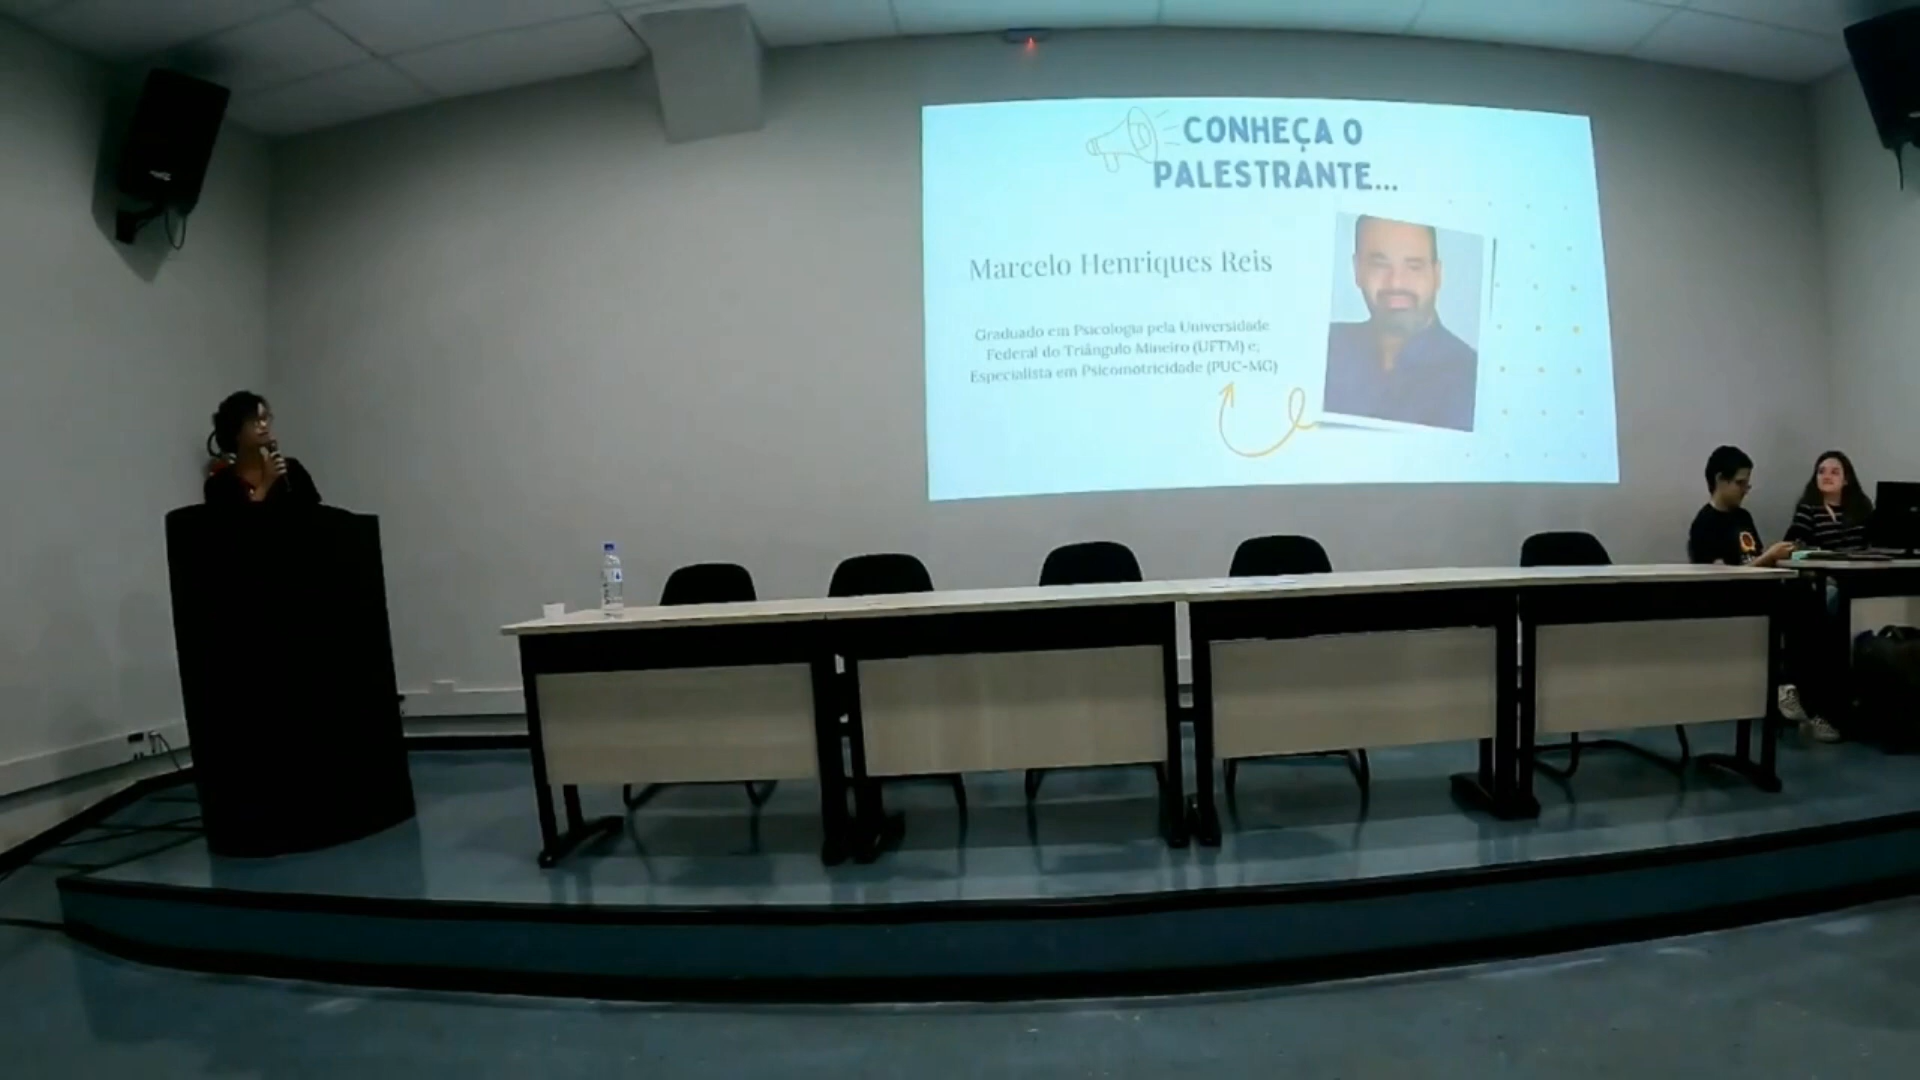 CONHEÇA O
PALESTRANTE...
Marcelo Henriques Reis
Graduado em Psicologia pela Universidade
Federal do Triângulo Mineiro (UFTM) e;
Especialista em Psicomotricidade (PUC-MG)